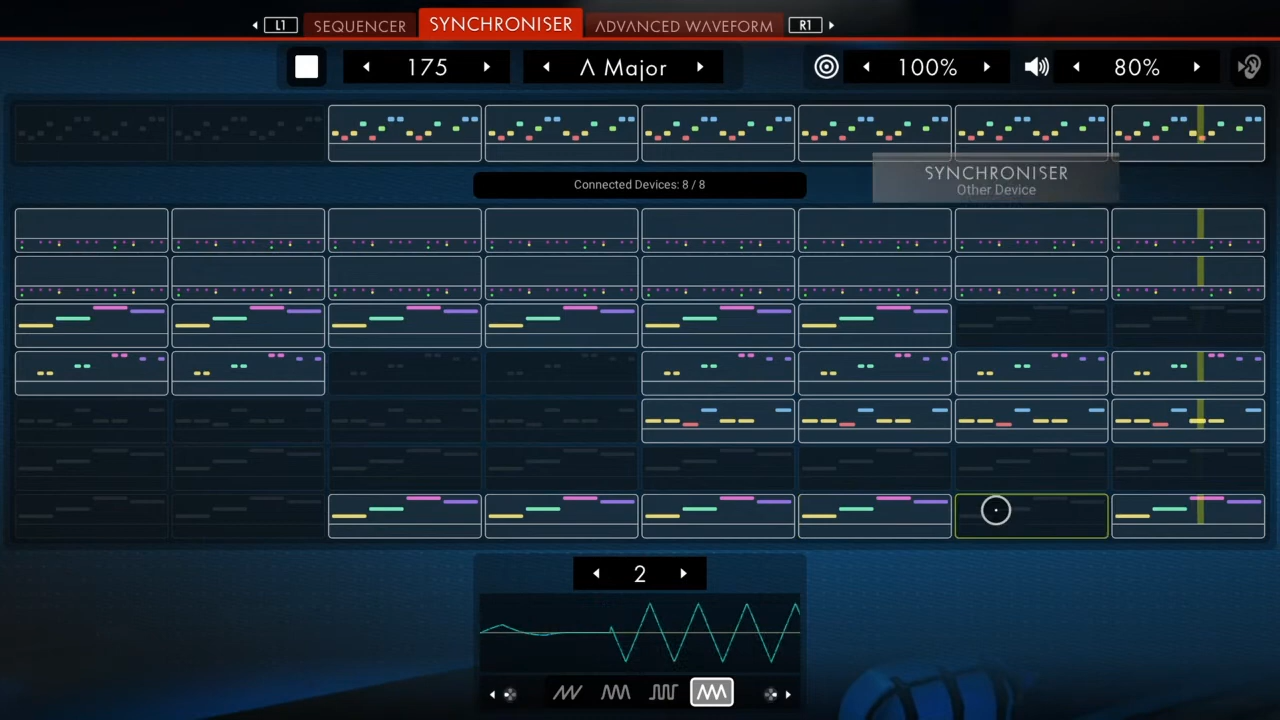 L1 SEQUENCER SYNCHRONISER ADVANCED WAVEFORM R1
175 Λ Major 100% 80%
SYNCHRONISER
Connected Devices: 8 / 8
Other Device
2